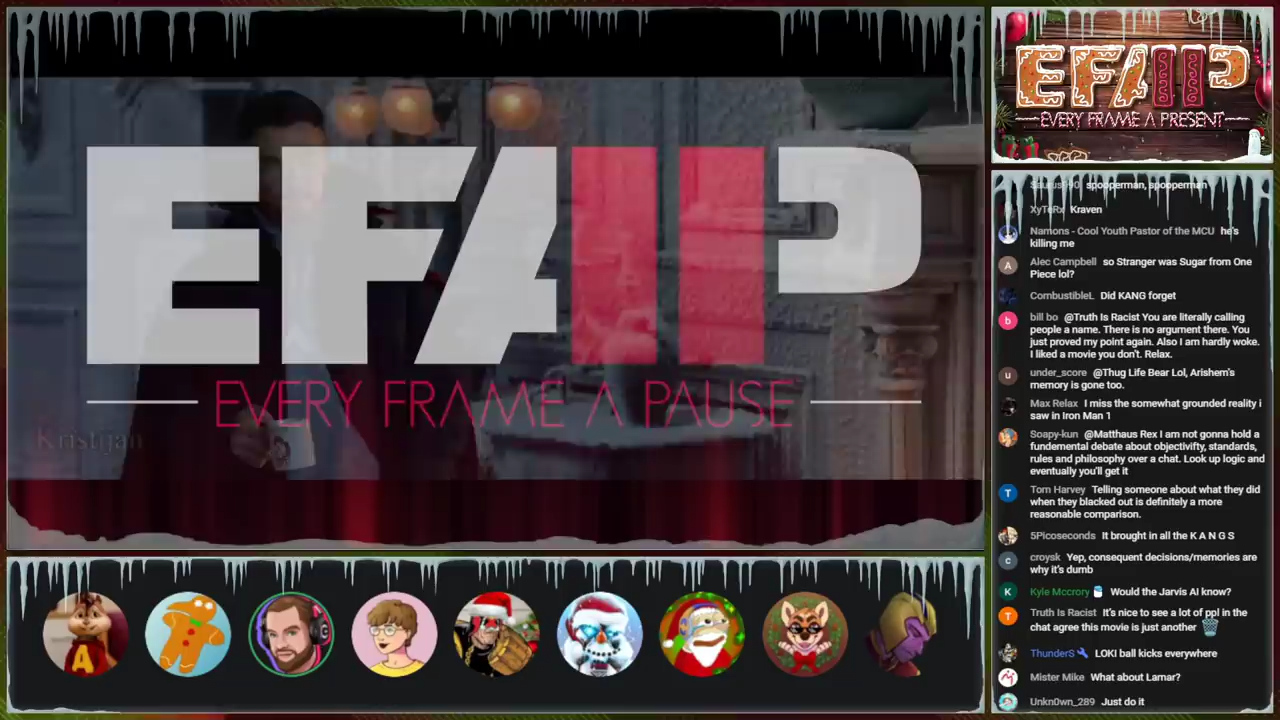 EFAP
EVERY FRAME A PAUSE
Kristijan
EFAP
EVERY FRAME A PRESENT
A
spooperman, spooperman
XyTeRx Kraven
Namons - Cool Youth Pastor of the MCU he's
killing me
A Alec Campbell so Stranger was Sugar from One
Piece lol?
CombustibleL Did KANG forget
b bill bo @Truth Is Racist You are literally calling
people a name. There is no argument there. You
just proved my point again. Also I am hardly woke.
I liked a movie you don't. Relax.
u under_score @Thug Life Bear Lol, Arishem's
memory is gone too.
Max Relax I miss the somewhat grounded reality i
saw in Iron Man 1
Soapy-kun @Matthaus Rex I am not gonna hold a
fundemental debate about objectivifty, standards,
rules and philosophy over a chat. Look up logic and
eventually you'll get it
T Tom Harvey Telling someone about what they did
when they blacked out is definitely a more
reasonable comparison.
5Picoseconds It brought in all the K A N G S
c croysk Yep, consequent decisions/memories are
why it's dumb
K Kyle Mccrory Would the Jarvis AI know?
T Truth Is Racist It's nice to see a lot of ppl in the
chat agree this movie is just another
ThunderS LOKI ball kicks everywhere
Mister Mike What about Lamar?
Unkn0wn_289 Just do it